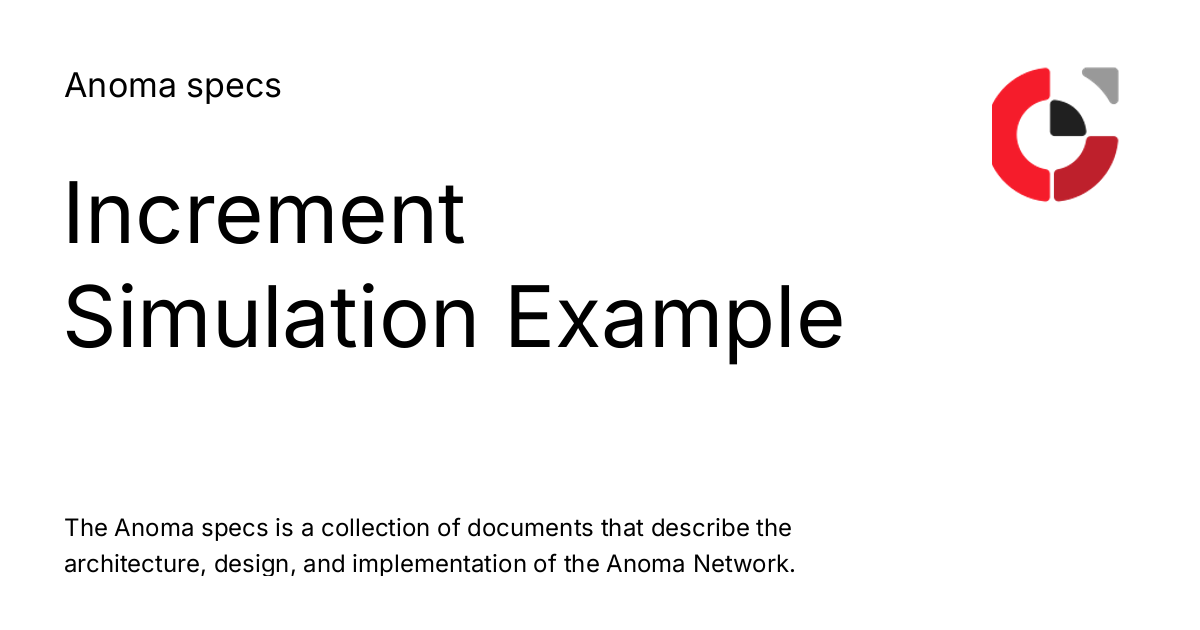 Anoma specs
Increment
Simulation Example
The Anoma specs is a collection of documents that describe the
architecture, design, and implementation of the Anoma Network.